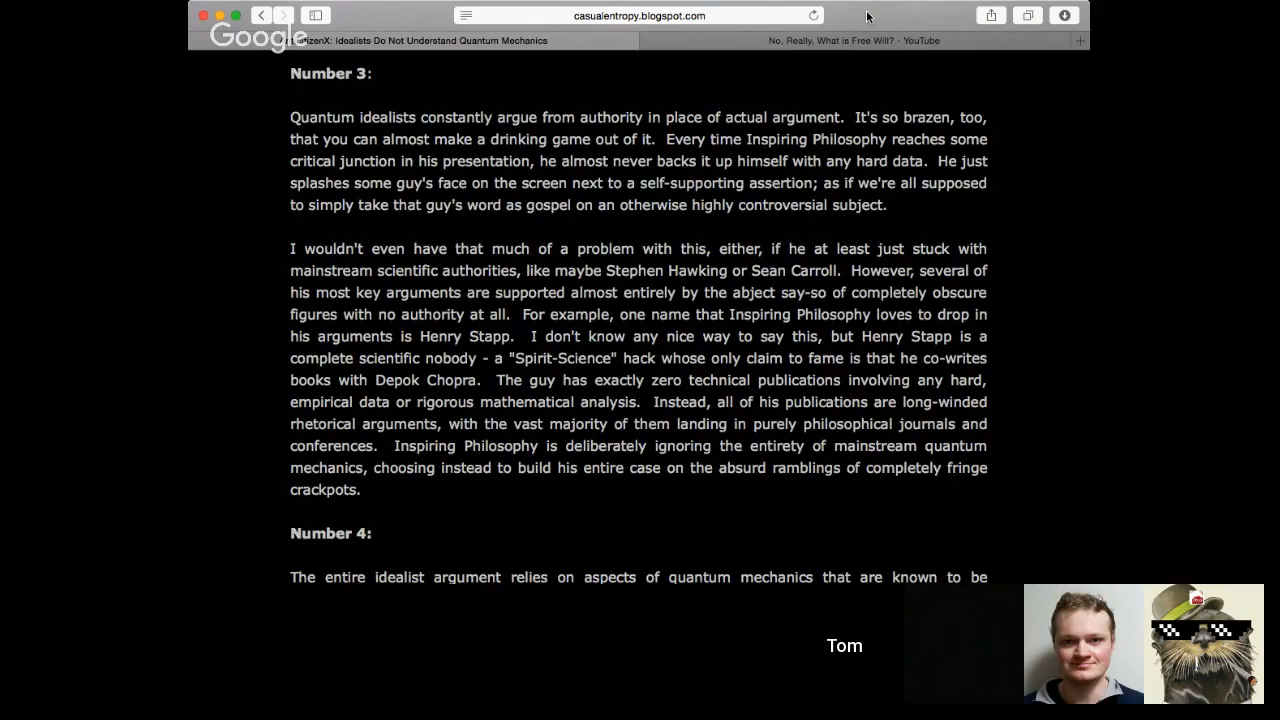 casualentropy.blogspot.com
Google
izenX: Idealists Do Not Understand Quantum Mechanics
No, Really, What is Free Will? - YouTube
Number 3:
Quantum idealists constantly argue from authority in place of actual argument. It's so brazen, too,
that you can almost make a drinking game out of it. Every time Inspiring Philosophy reaches some
critical junction in his presentation, he almost never backs it up himself with any hard data. He just
splashes some guy's face on the screen next to a self-supporting assertion; as if we're all supposed
to simply take that guy's word as gospel on an otherwise highly controversial subject.
I wouldn't even have that much of a problem with this, either, if he at least just stuck with
mainstream scientific authorities, like maybe Stephen Hawking or Sean Carroll. However, several of
his most key arguments are supported almost entirely by the abject say-so of completely obscure
figures with no authority at all. For example, one name that Inspiring Philosophy loves to drop in
his arguments is Henry Stapp. I don't know any nice way to say this, but Henry Stapp is a
complete scientific nobody - a "Spirit-Science" hack whose only claim to fame is that he co-writes
books with Depok Chopra. The guy has exactly zero technical publications involving any hard,
empirical data or rigorous mathematical analysis. Instead, all of his publications are long-winded
rhetorical arguments, with the vast majority of them landing in purely philosophical journals and
conferences. Inspiring Philosophy is deliberately ignoring the entirety of mainstream quantum
mechanics, choosing instead to build his entire case on the absurd ramblings of completely fringe
crackpots.
Number 4:
The entire idealist argument relies on aspects of quantum mechanics that are known to be
Tom